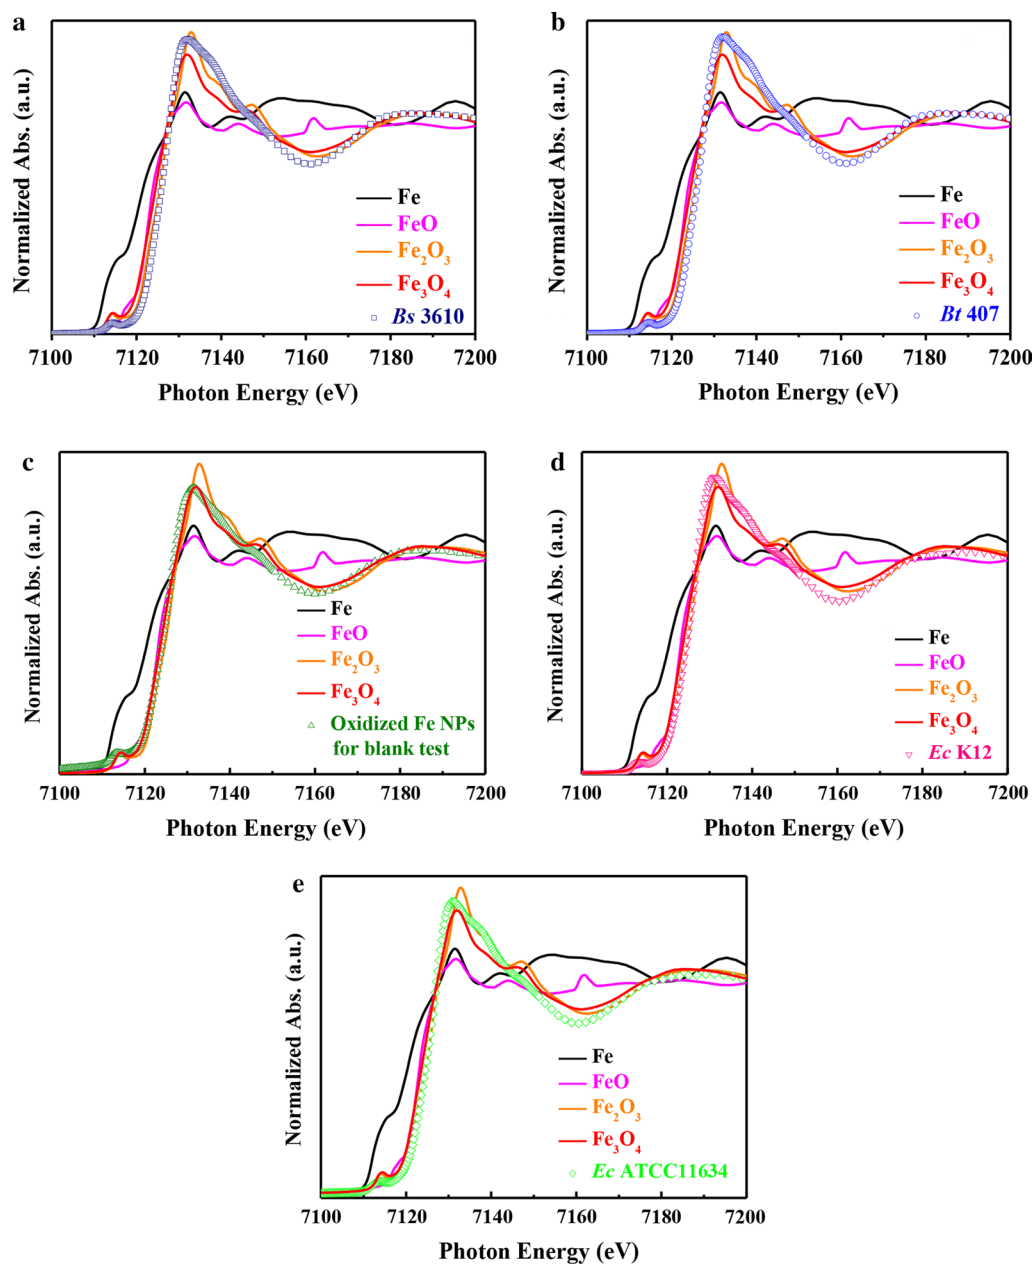 a
Normalized Abs. (a.u.)
Fe
FeO
Fe₂O₃
Fe₃O₄
Bs 3610
7100 7120 7140 7160 7180 7200
Photon Energy (eV)
b
Normalized Abs. (a.u.)
Fe
FeO
Fe₂O₃
Fe₃O₄
Bt 407
7100 7120 7140 7160 7180 7200
Photon Energy (eV)
c
Normalized Abs. (a.u.)
Fe
FeO
Fe₂O₃
Fe₃O₄
Oxidized Fe NPs
for blank test
7100 7120 7140 7160 7180 7200
Photon Energy (eV)
d
Normalized Abs. (a.u.)
Fe
FeO
Fe₂O₃
Fe₃O₄
Ec K12
7100 7120 7140 7160 7180 7200
Photon Energy (eV)
e
Normalized Abs. (a.u.)
Fe
FeO
Fe₂O₃
Fe₃O₄
Ec ATCC11634
7100 7120 7140 7160 7180 7200
Photon Energy (eV)